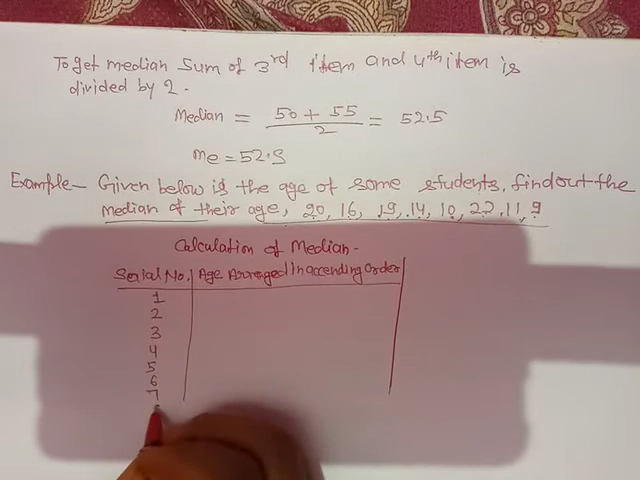 To get median Sum of 3rd item and 4th item is
divided by 2.
Median = 50 + 55 / 2 = 52.5
Me = 52.5
Example- Given below is the age of some students, find out the
Median of their age, 20, 16, 19, 14, 10, 22, 11, 9
Calculation of Median-
Serial No. Age Arranged In accending Order
1
2
3
4
5
6
7